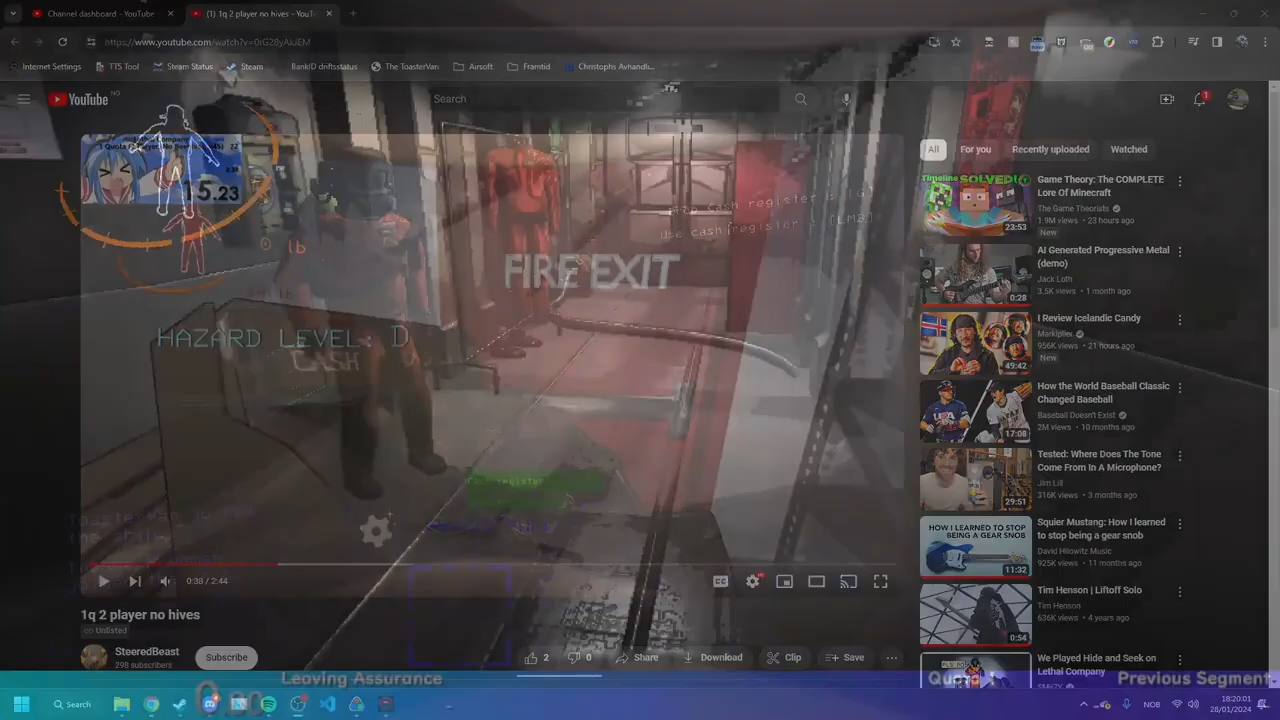 Channel dashboard - YouTube
(1) 1q 2 player no hives - YouT
https://www.youtube.com/watch?v=0rG28yAiuEM
Internet Settings
TTS Tool
Steam Status
Steam
BankID driftsstatus
The ToasterVan
Airsoft
Framtid
Christophs Avhandli...
YouTube NO
Search
1
15.23
0 lb
Use cash register : [LMB]
FIRE EXIT
HAZARD LEVEL: D
0:38 / 2:44
1q 2 player no hives
Unlisted
SteeredBeast
298 subscribers
Subscribe
2
0
Share
Download
Clip
Save
All
For you
Recently uploaded
Watched
Timeline SOLVED!
23:53
Game Theory: The COMPLETE
Lore Of Minecraft
The Game Theorists
1.9M views • 23 hours ago
New
0:28
AI Generated Progressive Metal
(demo)
Jack Loth
3.5K views • 1 month ago
49:42
I Review Icelandic Candy
Markiplier
956K views • 21 hours ago
New
17:08
How the World Baseball Classic
Changed Baseball
Baseball Doesn't Exist
2M views • 10 months ago
29:51
Tested: Where Does The Tone
Come From In A Microphone?
Jim Lill
316K views • 3 months ago
HOW I LEARNED TO STOP
BEING A GEAR SNOB
11:32
Squier Mustang: How I learned
to stop being a gear snob
David Hilowitz Music
925K views • 11 months ago
0:54
Tim Henson | Liftoff Solo
Tim Henson
636K views • 4 years ago
We Played Hide and Seek on
Lethal Company
Leaving Assurance
Previous Segment
Search
NOB
18:20:01
28/01/2024